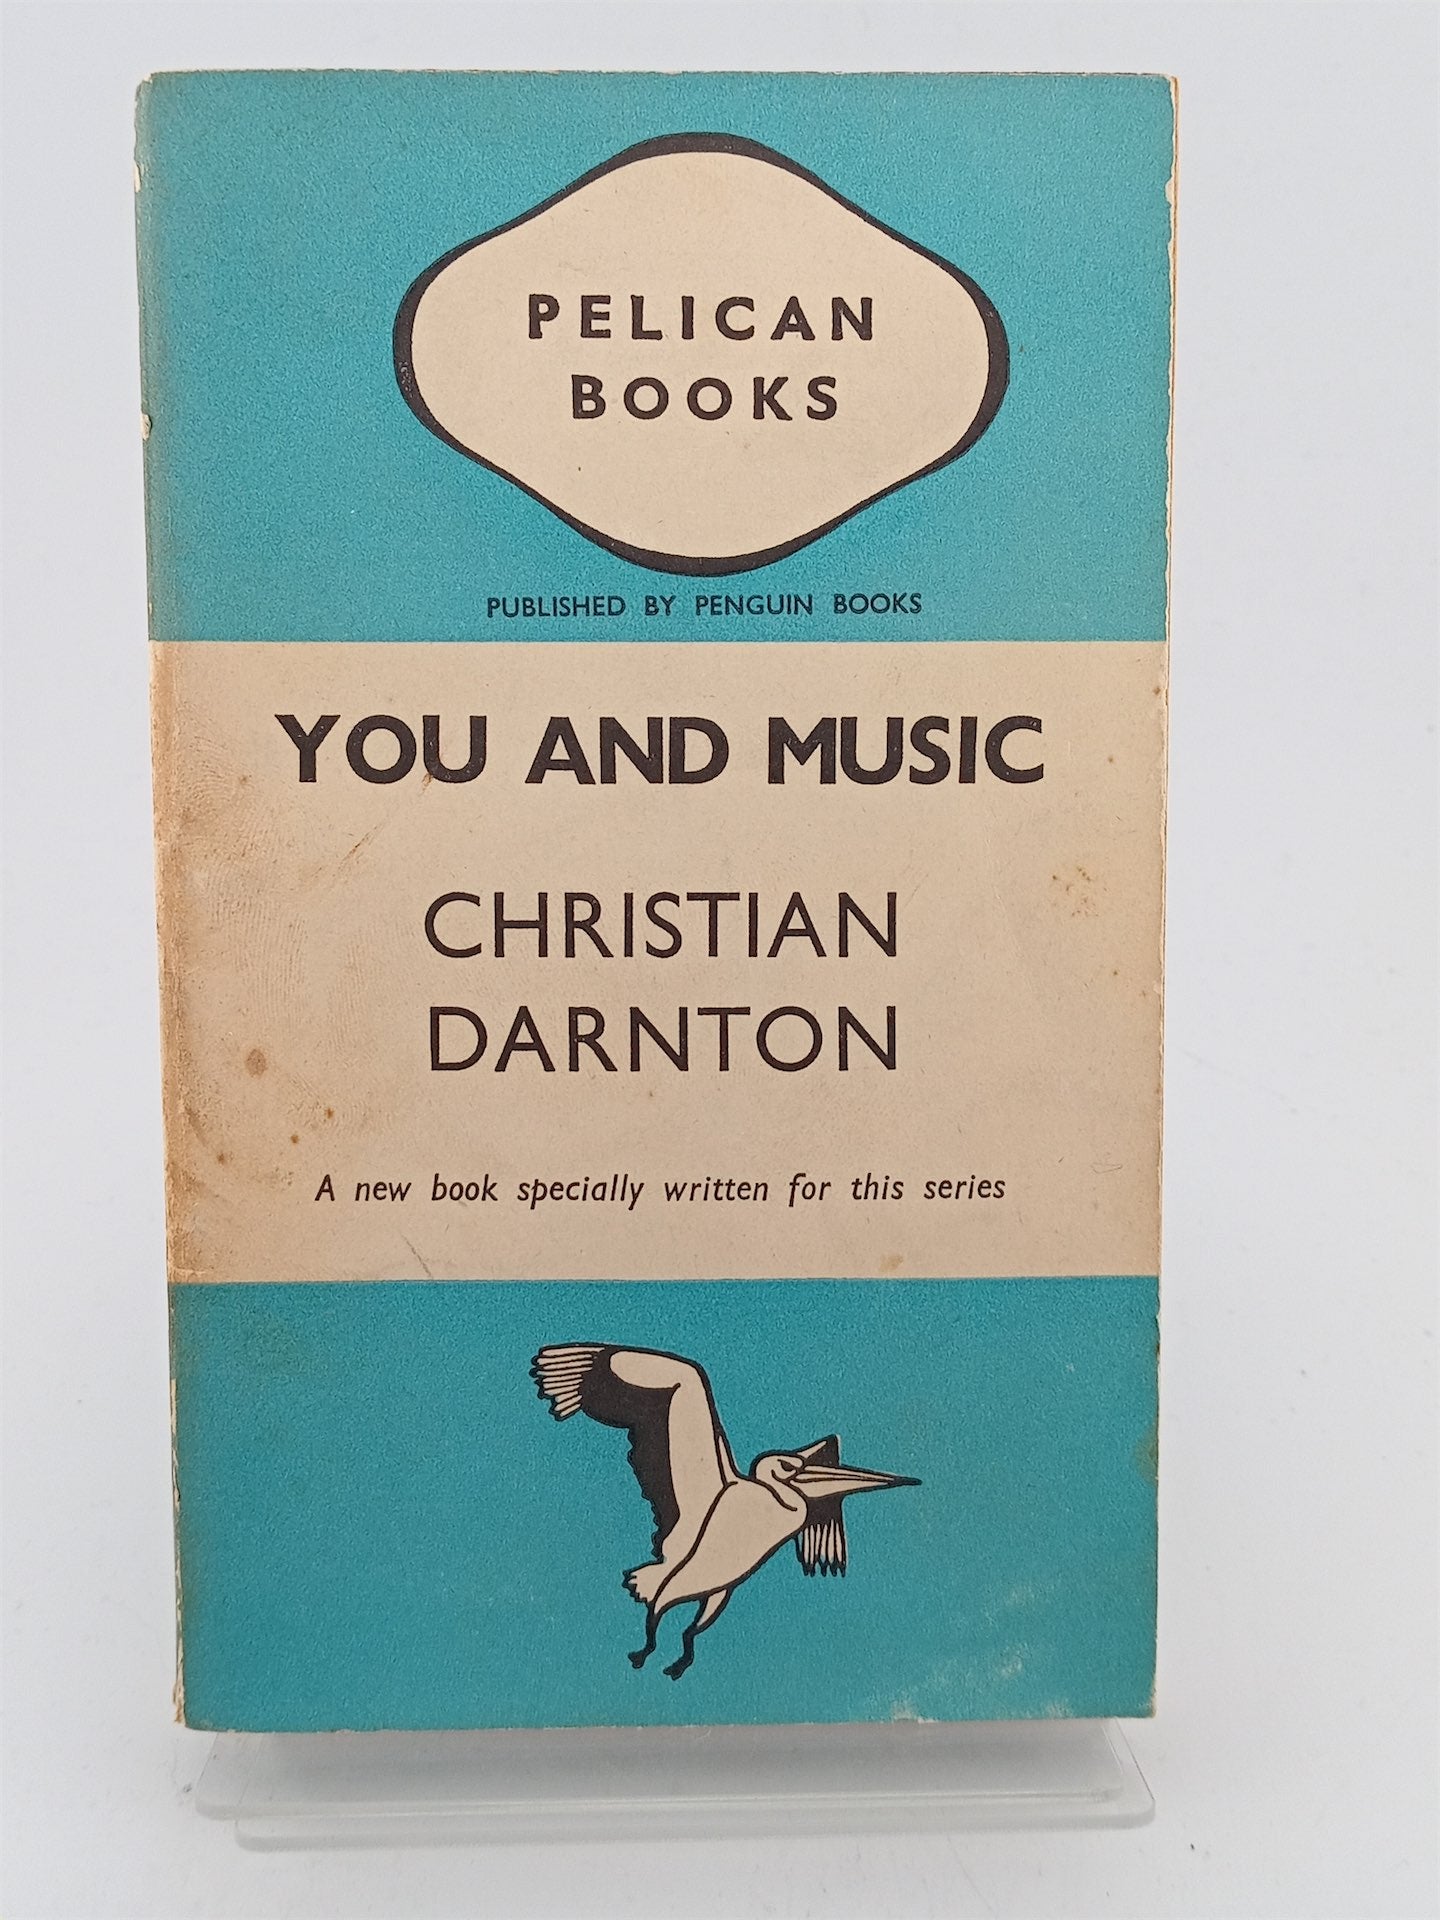 PELICAN
BOOKS
PUBLISHED BY PENGUIN BOOKS
YOU AND MUSIC
CHRISTIAN
DARNTON
A new book specially written for this series